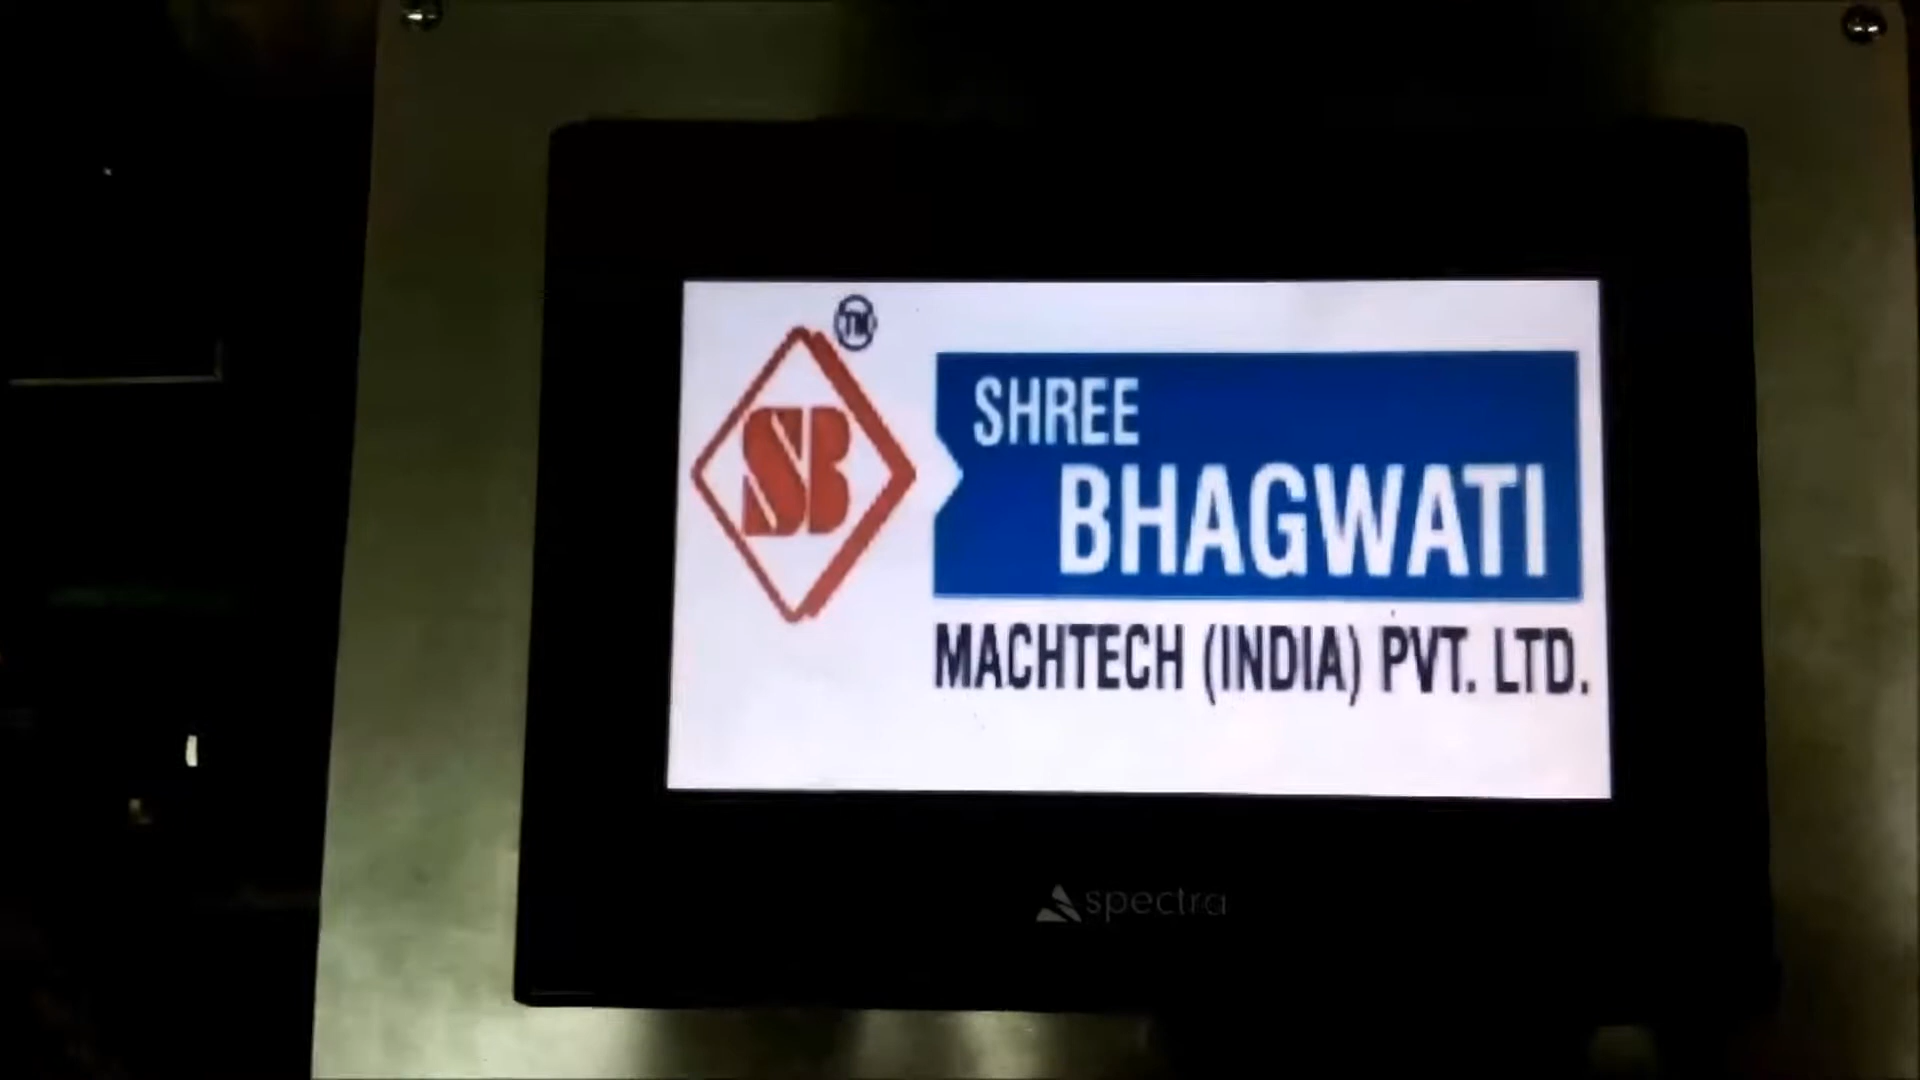 TM
SB
SHREE
BHAGWATI
MACHTECH (INDIA) PVT. LTD.
spectra